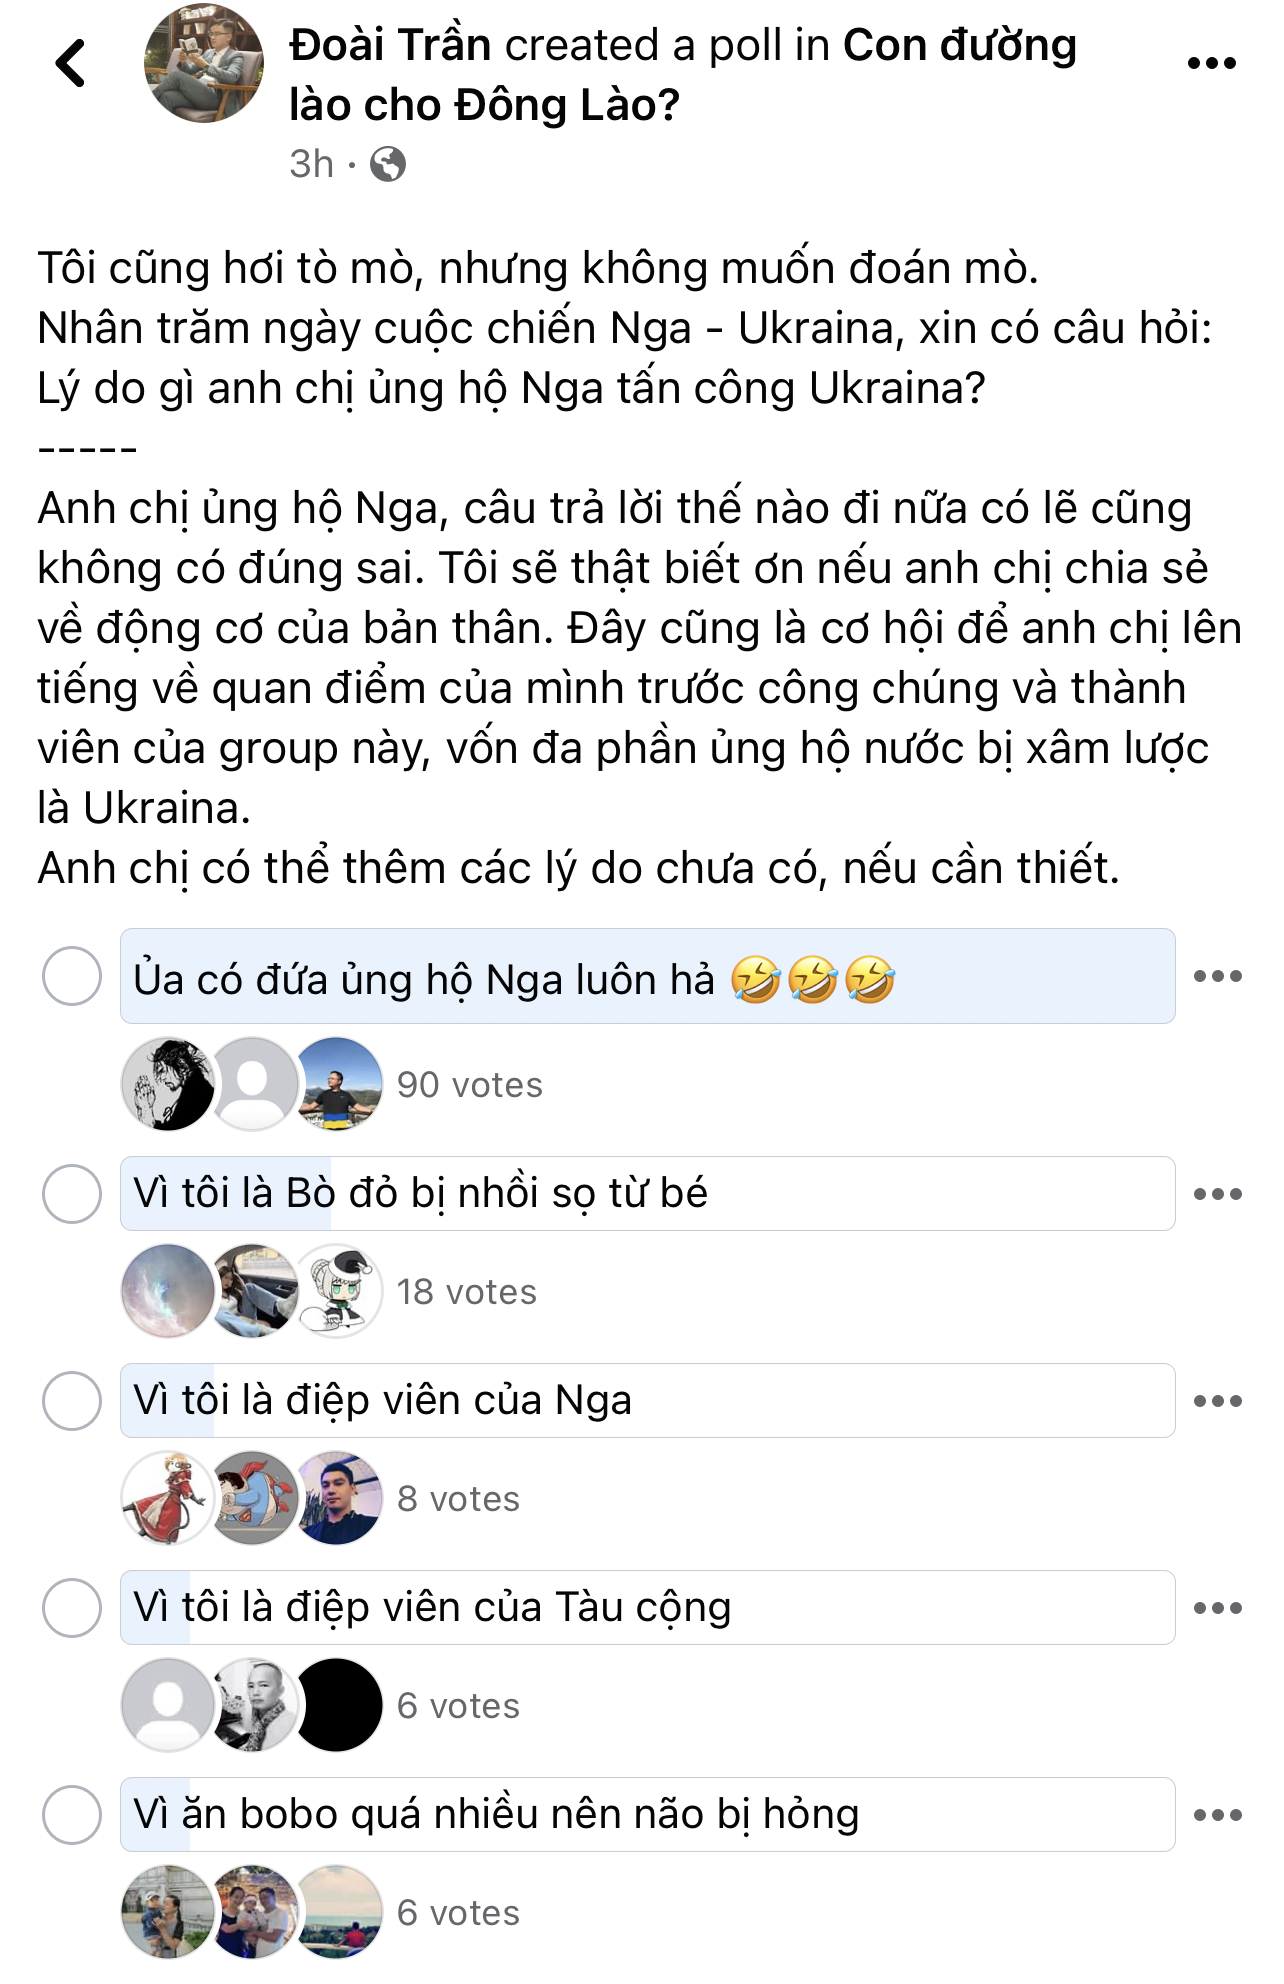 Đoài Trần created a poll in Con đường
lào cho Đông Lào?
3h ·
Tôi cũng hơi tò mò, nhưng không muốn đoán mò.
Nhân trăm ngày cuộc chiến Nga - Ukraina, xin có câu hỏi:
Lý do gì anh chị ủng hộ Nga tấn công Ukraina?
-----
Anh chị ủng hộ Nga, câu trả lời thế nào đi nữa có lẽ cũng
không có đúng sai. Tôi sẽ thật biết ơn nếu anh chị chia sẻ
về động cơ của bản thân. Đây cũng là cơ hội để anh chị lên
tiếng về quan điểm của mình trước công chúng và thành
viên của group này, vốn đa phần ủng hộ nước bị xâm lược
là Ukraina.
Anh chị có thể thêm các lý do chưa có, nếu cần thiết.
Ủa có đứa ủng hộ Nga luôn hả 🤣🤣🤣
90 votes
Vì tôi là Bò đỏ bị nhồi sọ từ bé
18 votes
Vì tôi là điệp viên của Nga
8 votes
Vì tôi là điệp viên của Tàu cộng
6 votes
Vì ăn bobo quá nhiều nên não bị hỏng
6 votes